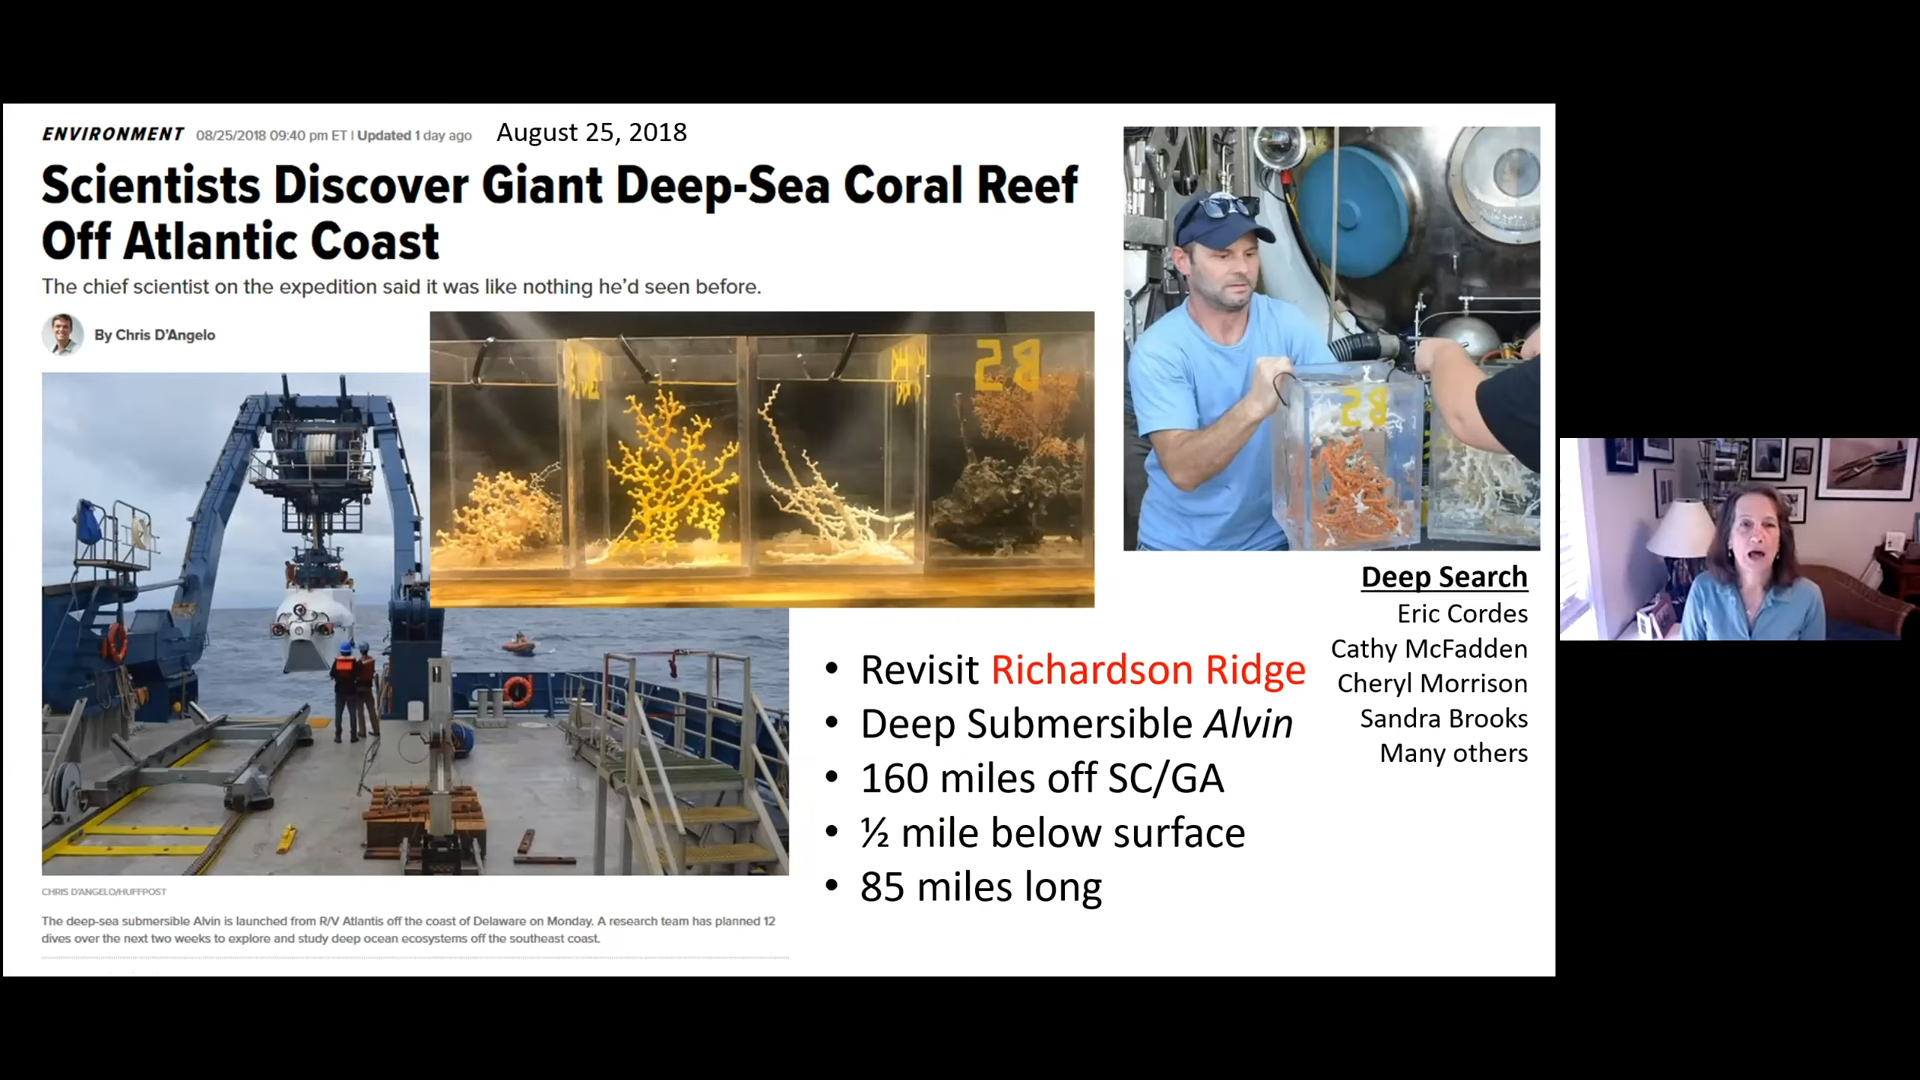 ENVIRONMENT 08/25/2018 09:40 pm ET | Updated 1 day ago August 25, 2018
Scientists Discover Giant Deep-Sea Coral Reef
Off Atlantic Coast
The chief scientist on the expedition said it was like nothing he'd seen before.
By Chris D'Angelo
CHRIS D'ANGELO/HUFFPOST
The deep-sea submersible Alvin is launched from R/V Atlantis off the coast of Delaware on Monday. A research team has planned 12
dives over the next two weeks to explore and study deep ocean ecosystems off the southeast coast.
• Revisit Richardson Ridge
• Deep Submersible Alvin
• 160 miles off SC/GA
• ½ mile below surface
• 85 miles long
Deep Search
Eric Cordes
Cathy McFadden
Cheryl Morrison
Sandra Brooks
Many others